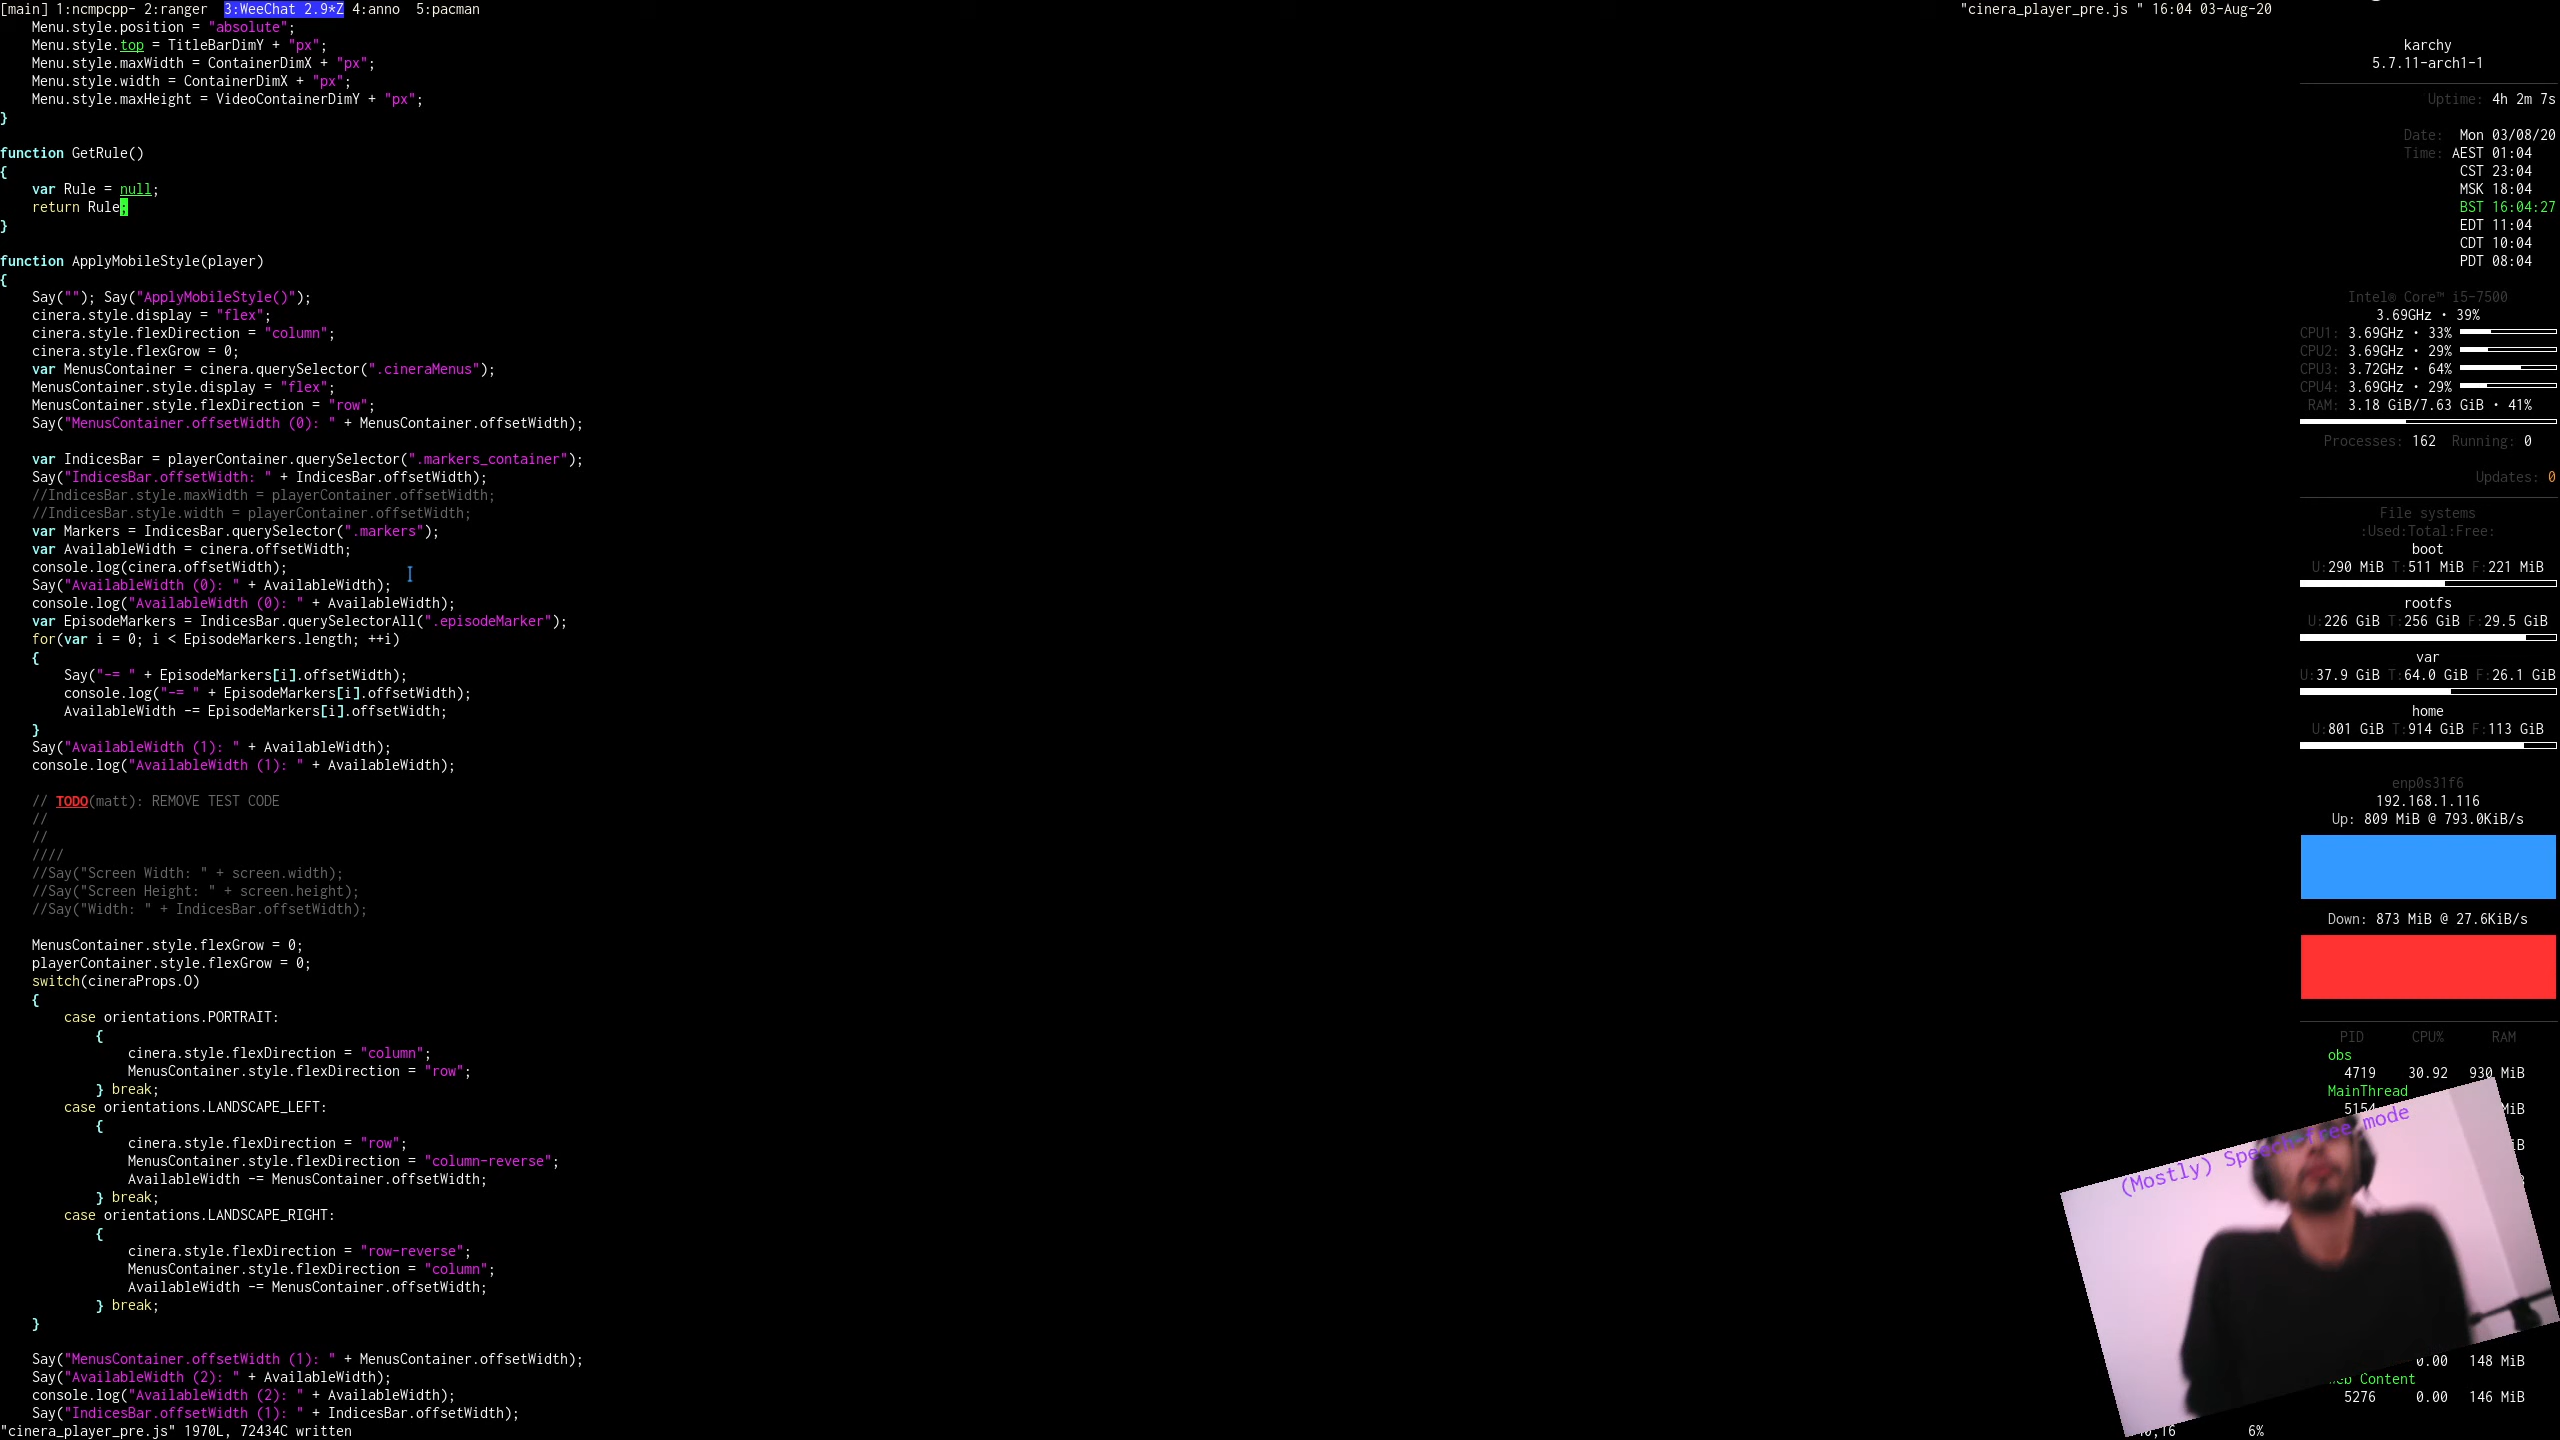 [main] 1:ncmpcpp- 2:ranger  3:WeeChat 2.9*Z 4:anno  5:pacman
"cinera_player_pre.js " 16:04 03-Aug-20
    Menu.style.position = "absolute";
    Menu.style.top = TitleBarDimY + "px";
    Menu.style.maxWidth = ContainerDimX + "px";
    Menu.style.width = ContainerDimX + "px";
    Menu.style.maxHeight = VideoContainerDimY + "px";
}
function GetRule()
{
    var Rule = null;
    return Rule;
}
function ApplyMobileStyle(player)
{
    Say(""); Say("ApplyMobileStyle()");
    cinera.style.display = "flex";
    cinera.style.flexDirection = "column";
    cinera.style.flexGrow = 0;
    var MenusContainer = cinera.querySelector(".cineraMenus");
    MenusContainer.style.display = "flex";
    MenusContainer.style.flexDirection = "row";
    Say("MenusContainer.offsetWidth (0): " + MenusContainer.offsetWidth);
    var IndicesBar = playerContainer.querySelector(".markers_container");
    Say("IndicesBar.offsetWidth: " + IndicesBar.offsetWidth);
    //IndicesBar.style.maxWidth = playerContainer.offsetWidth;
    //IndicesBar.style.width = playerContainer.offsetWidth;
    var Markers = IndicesBar.querySelector(".markers");
    var AvailableWidth = cinera.offsetWidth;
    console.log(cinera.offsetWidth);
    Say("AvailableWidth (0): " + AvailableWidth);
    console.log("AvailableWidth (0): " + AvailableWidth);
    var EpisodeMarkers = IndicesBar.querySelectorAll(".episodeMarker");
    for(var i = 0; i < EpisodeMarkers.length; ++i)
    {
        Say("-= " + EpisodeMarkers[i].offsetWidth);
        console.log("-= " + EpisodeMarkers[i].offsetWidth);
        AvailableWidth -= EpisodeMarkers[i].offsetWidth;
    }
    Say("AvailableWidth (1): " + AvailableWidth);
    console.log("AvailableWidth (1): " + AvailableWidth);
    // TODO(matt): REMOVE TEST CODE
    //
    //
    ////
    //Say("Screen Width: " + screen.width);
    //Say("Screen Height: " + screen.height);
    //Say("Width: " + IndicesBar.offsetWidth);
    MenusContainer.style.flexGrow = 0;
    playerContainer.style.flexGrow = 0;
    switch(cineraProps.O)
    {
        case orientations.PORTRAIT:
            {
                cinera.style.flexDirection = "column";
                MenusContainer.style.flexDirection = "row";
            } break;
        case orientations.LANDSCAPE_LEFT:
            {
                cinera.style.flexDirection = "row";
                MenusContainer.style.flexDirection = "column-reverse";
                AvailableWidth -= MenusContainer.offsetWidth;
            } break;
        case orientations.LANDSCAPE_RIGHT:
            {
                cinera.style.flexDirection = "row-reverse";
                MenusContainer.style.flexDirection = "column";
                AvailableWidth -= MenusContainer.offsetWidth;
            } break;
    }
    Say("MenusContainer.offsetWidth (1): " + MenusContainer.offsetWidth);
    Say("AvailableWidth (2): " + AvailableWidth);
    console.log("AvailableWidth (2): " + AvailableWidth);
    Say("IndicesBar.offsetWidth (1): " + IndicesBar.offsetWidth);
"cinera_player_pre.js" 1970L, 72434C written
6%
karchy
5.7.11-arch1-1
Uptime: 4h 2m 7s
Date: Mon 03/08/20
Time: AEST 01:04
CST 23:04
MSK 18:04
BST 16:04:27
EDT 11:04
CDT 10:04
PDT 08:04
Intel® Core™ i5-7500
3.69GHz · 39%
CPU1: 3.69GHz · 33%
CPU2: 3.69GHz · 29%
CPU3: 3.72GHz · 64%
CPU4: 3.69GHz · 29%
RAM: 3.18 GiB/7.63 GiB · 41%
Processes: 162  Running: 0
Updates: 0
File systems
:Used:Total:Free:
boot
U:290 MiB T:511 MiB F:221 MiB
rootfs
U:226 GiB T:256 GiB F:29.5 GiB
var
U:37.9 GiB T:64.0 GiB F:26.1 GiB
home
U:801 GiB T:914 GiB F:113 GiB
enp0s31f6
192.168.1.116
Up: 809 MiB @ 793.0KiB/s
Down: 873 MiB @ 27.6KiB/s
PID CPU% RAM
obs
4719 30.92 930 MiB
MainThread
MiB
(Mostly) Speech-free mode
0.00 148 MiB
Web Content
5276 0.00 146 MiB